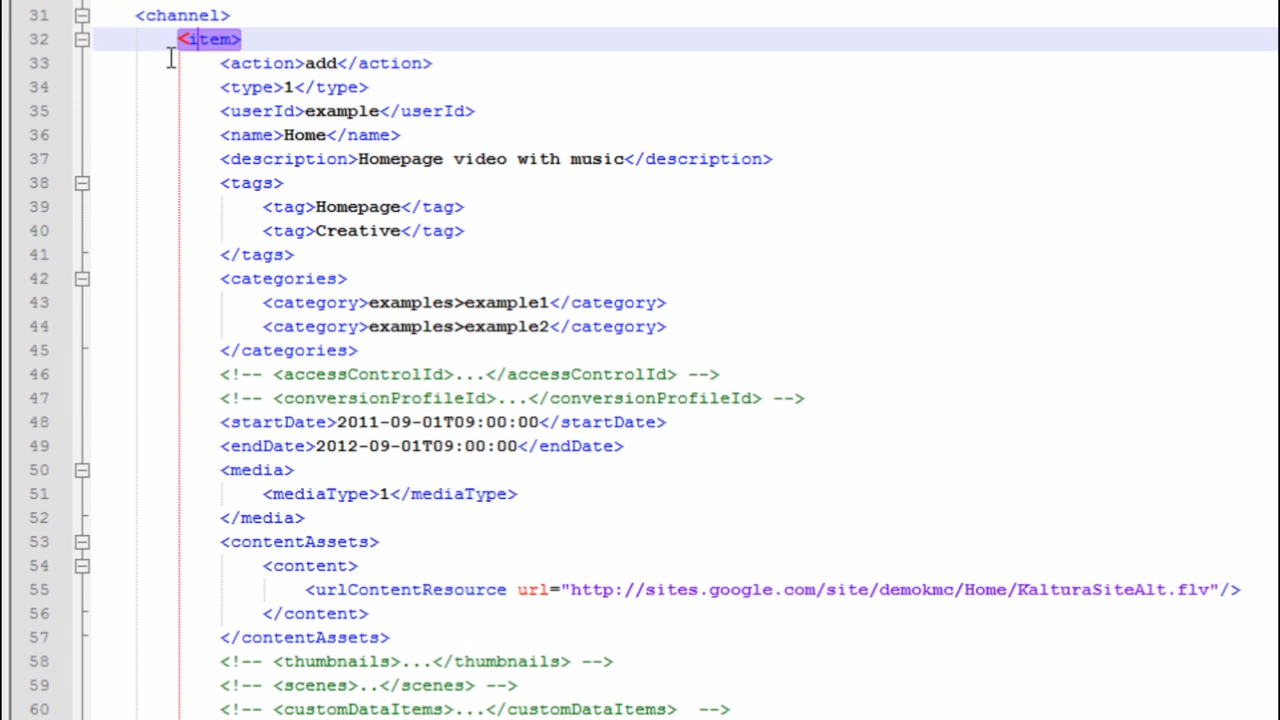 31 <channel>
32 <item>
33 <action>add</action>
34 <type>1</type>
35 <userId>example</userId>
36 <name>Home</name>
37 <description>Homepage video with music</description>
38 <tags>
39 <tag>Homepage</tag>
40 <tag>Creative</tag>
41 </tags>
42 <categories>
43 <category>examples>example1</category>
44 <category>examples>example2</category>
45 </categories>
46 <!-- <accessControlId>...</accessControlId> -->
47 <!-- <conversionProfileId>...</conversionProfileId> -->
48 <startDate>2011-09-01T09:00:00</startDate>
49 <endDate>2012-09-01T09:00:00</endDate>
50 <media>
51 <mediaType>1</mediaType>
52 </media>
53 <contentAssets>
54 <content>
55 <urlContentResource url="http://sites.google.com/site/demokmc/Home/KalturaSiteAlt.flv"/>
56 </content>
57 </contentAssets>
58 <!-- <thumbnails>...</thumbnails> -->
59 <!-- <scenes>..</scenes> -->
60 <!-- <customDataItems>...</customDataItems>  -->